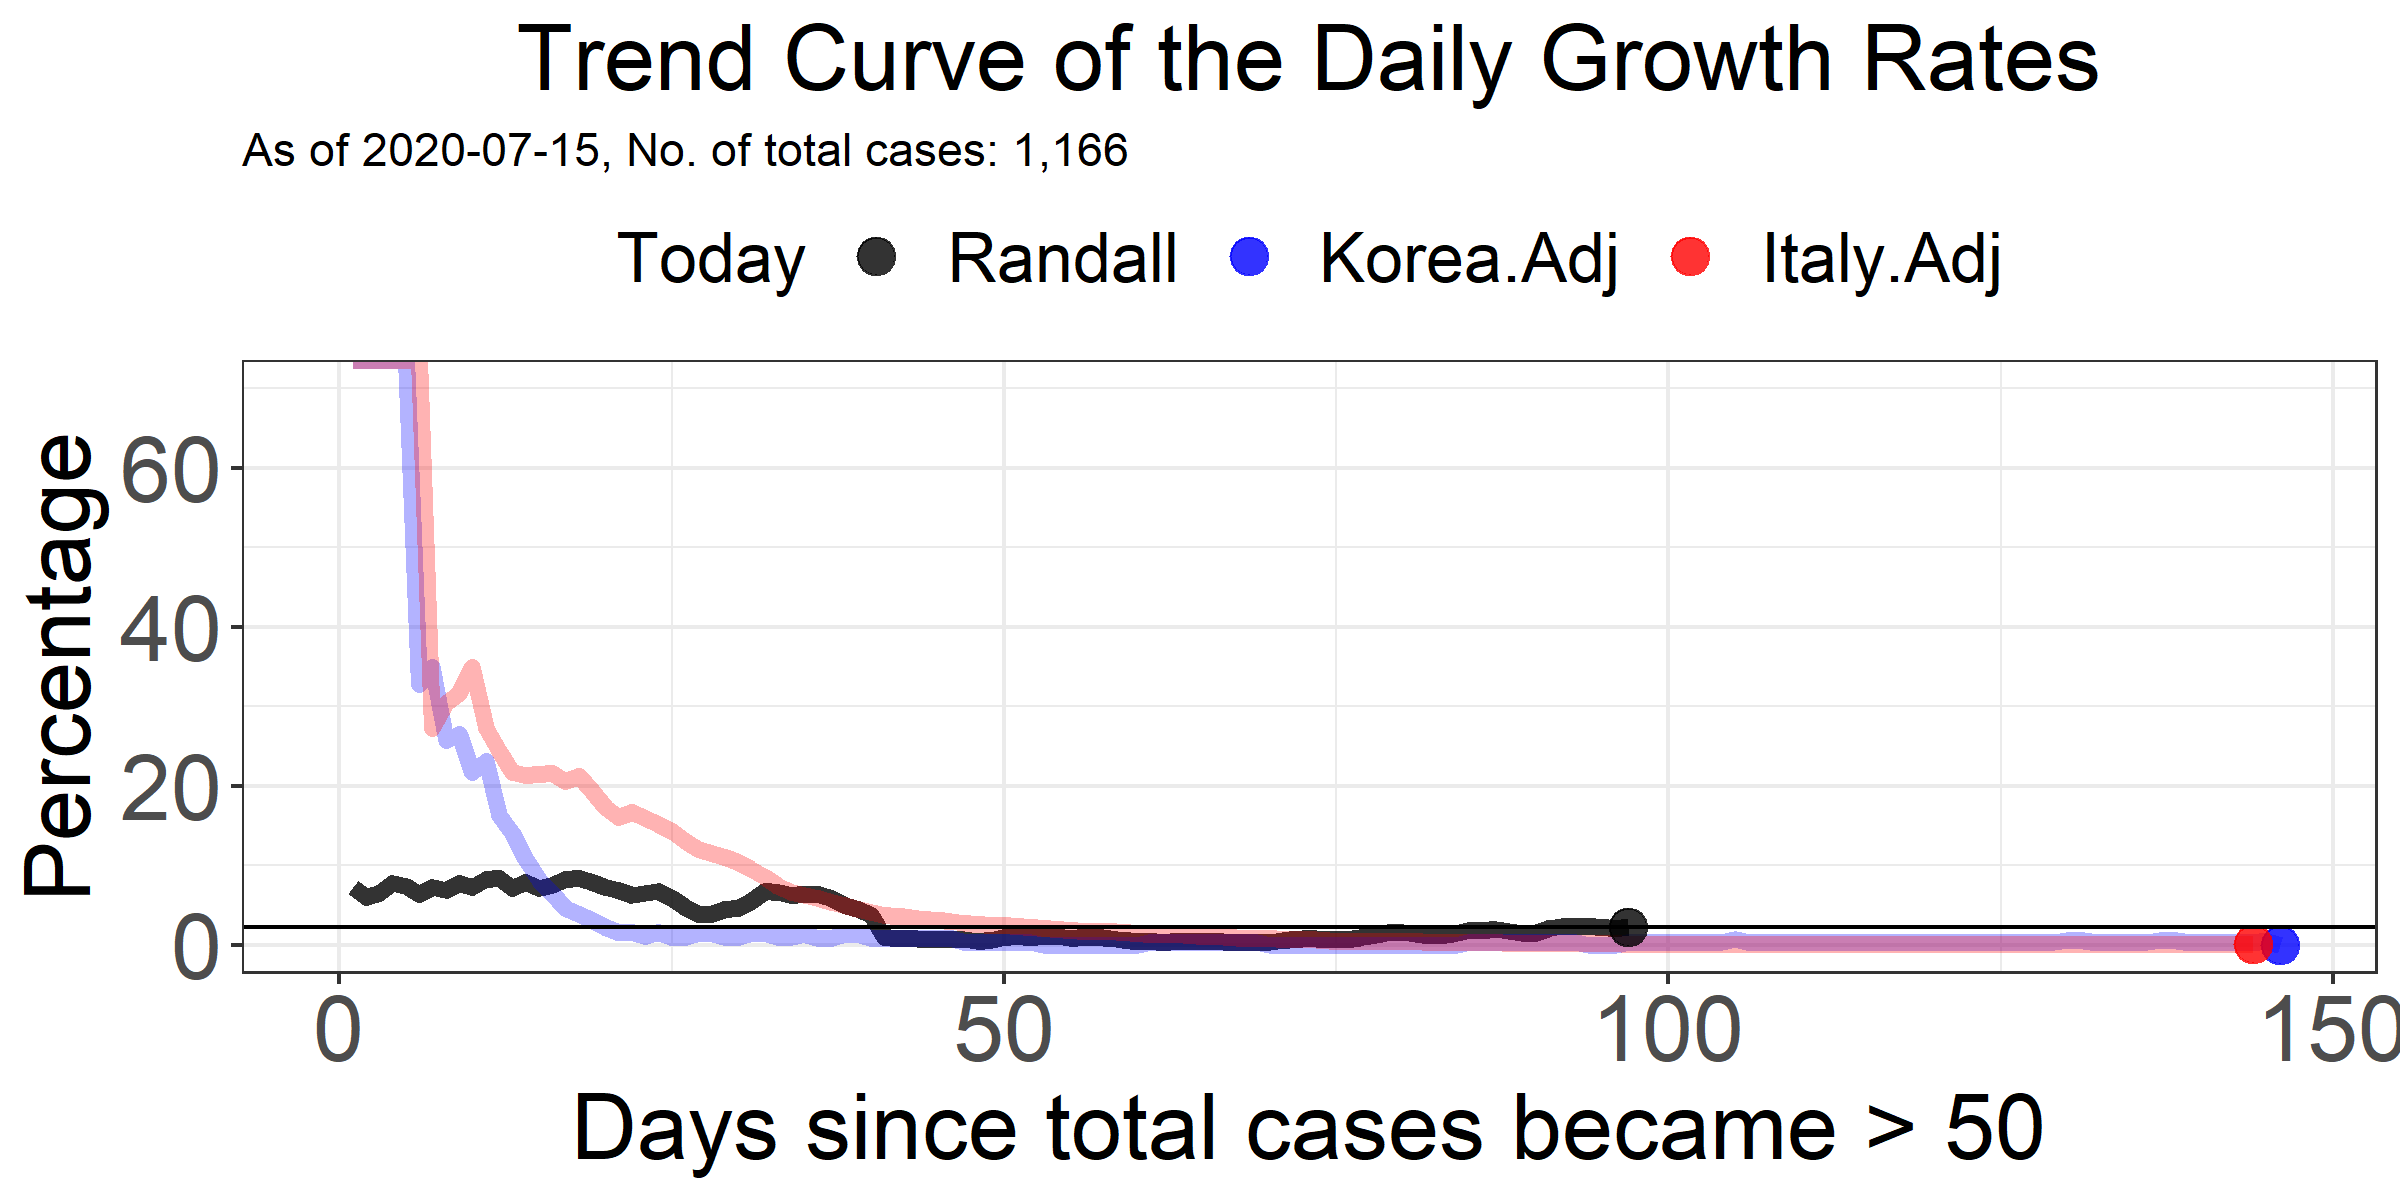 Trend Curve of the Daily Growth Rates
As of 2020-07-15, No. of total cases: 1,166
Today Randall Korea.Adj Italy.Adj
Percentage
60
40
20
0
0 50 100 150
Days since total cases became > 50